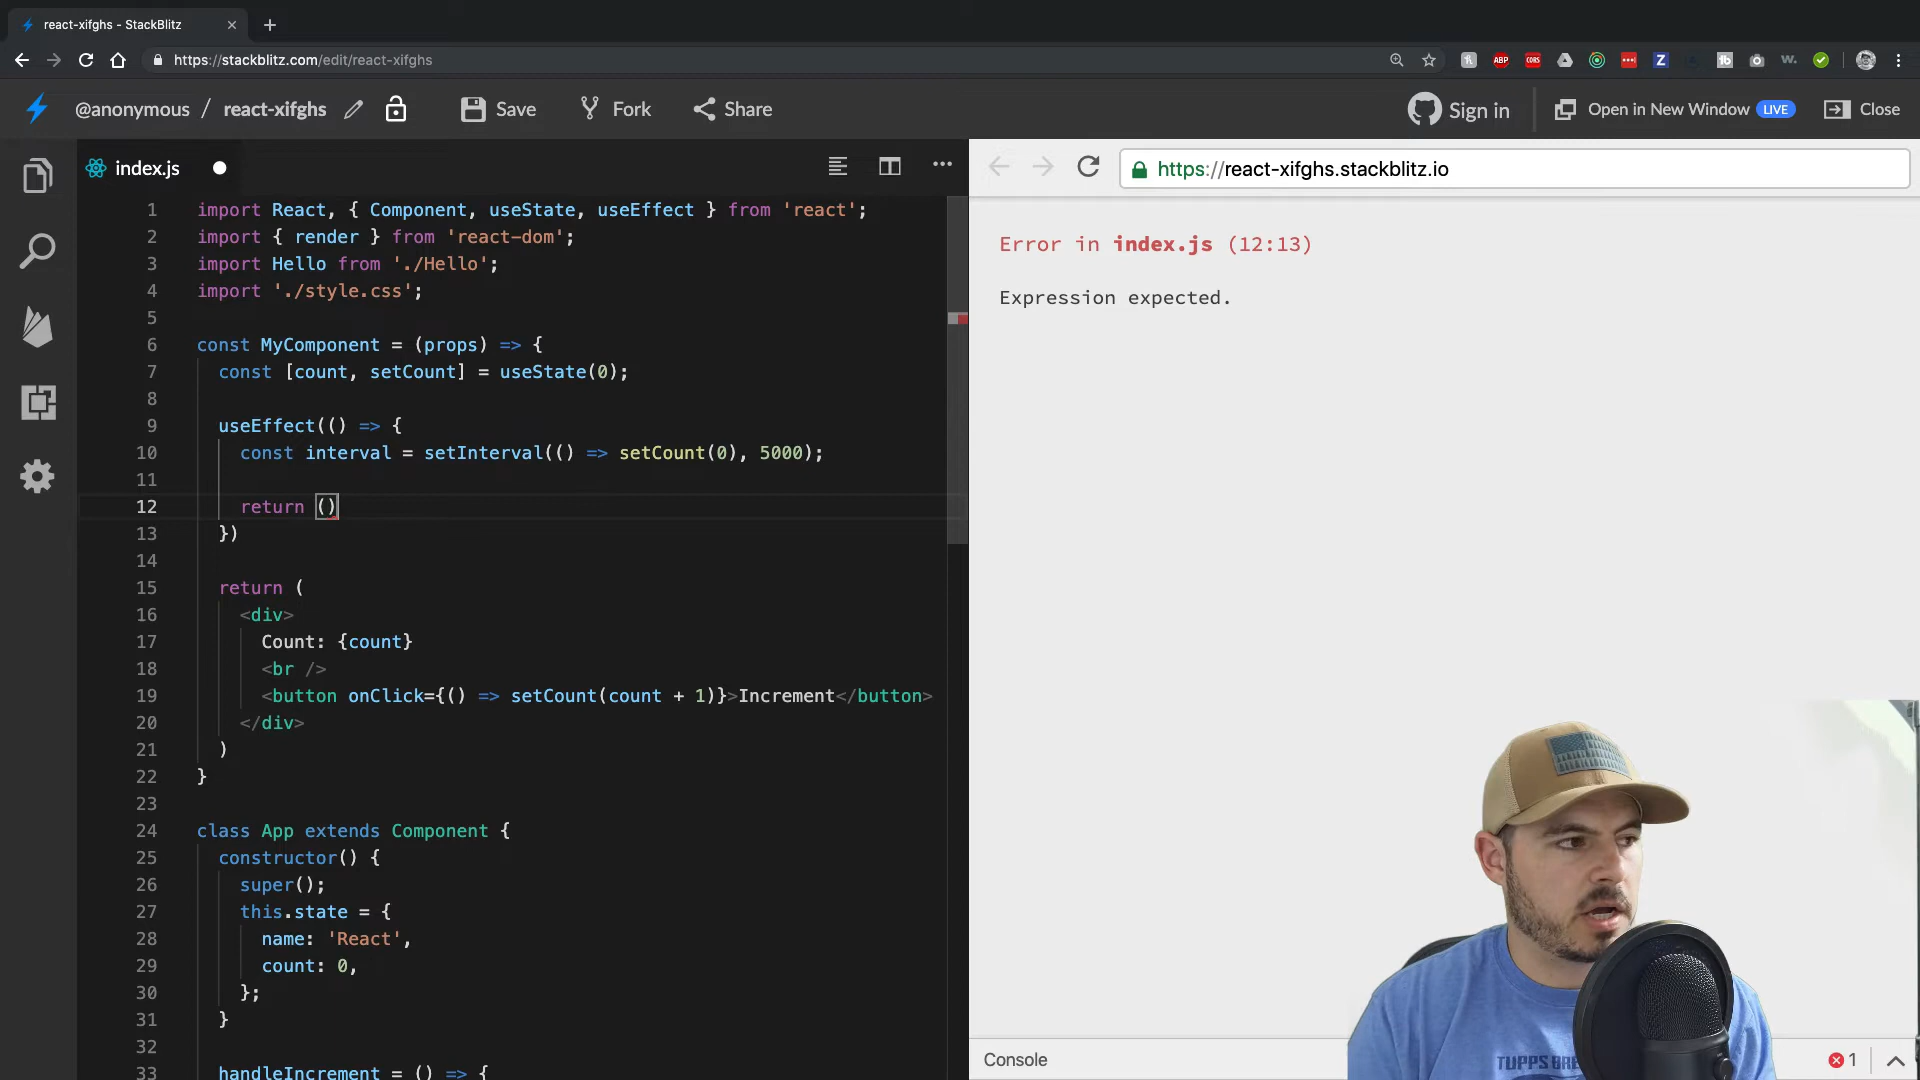 react-xifghs - StackBlitz
https://stackblitz.com/edit/react-xifghs
ABP
CORS
Z
w.
@anonymous / react-xifghs
Save
Fork
Share
Sign in
Open in New Window LIVE
Close
index.js
https://react-xifghs.stackblitz.io
1 import React, { Component, useState, useEffect } from 'react';
2 import { render } from 'react-dom';
3 import Hello from './Hello';
4 import './style.css';
5
6 const MyComponent = (props) => {
7 const [count, setCount] = useState(0);
8
9 useEffect(() => {
10 const interval = setInterval(() => setCount(0), 5000);
11
12 return ()
13 })
14
15 return (
16 <div>
17 Count: {count}
18 <br />
19 <button onClick={() => setCount(count + 1)}>Increment</button>
20 </div>
21 )
22 }
23
24 class App extends Component {
25 constructor() {
26 super();
27 this.state = {
28 name: 'React',
29 count: 0,
30 };
31 }
32
33 handleIncrement = () => {
Error in index.js (12:13)
Expression expected.
Console
1